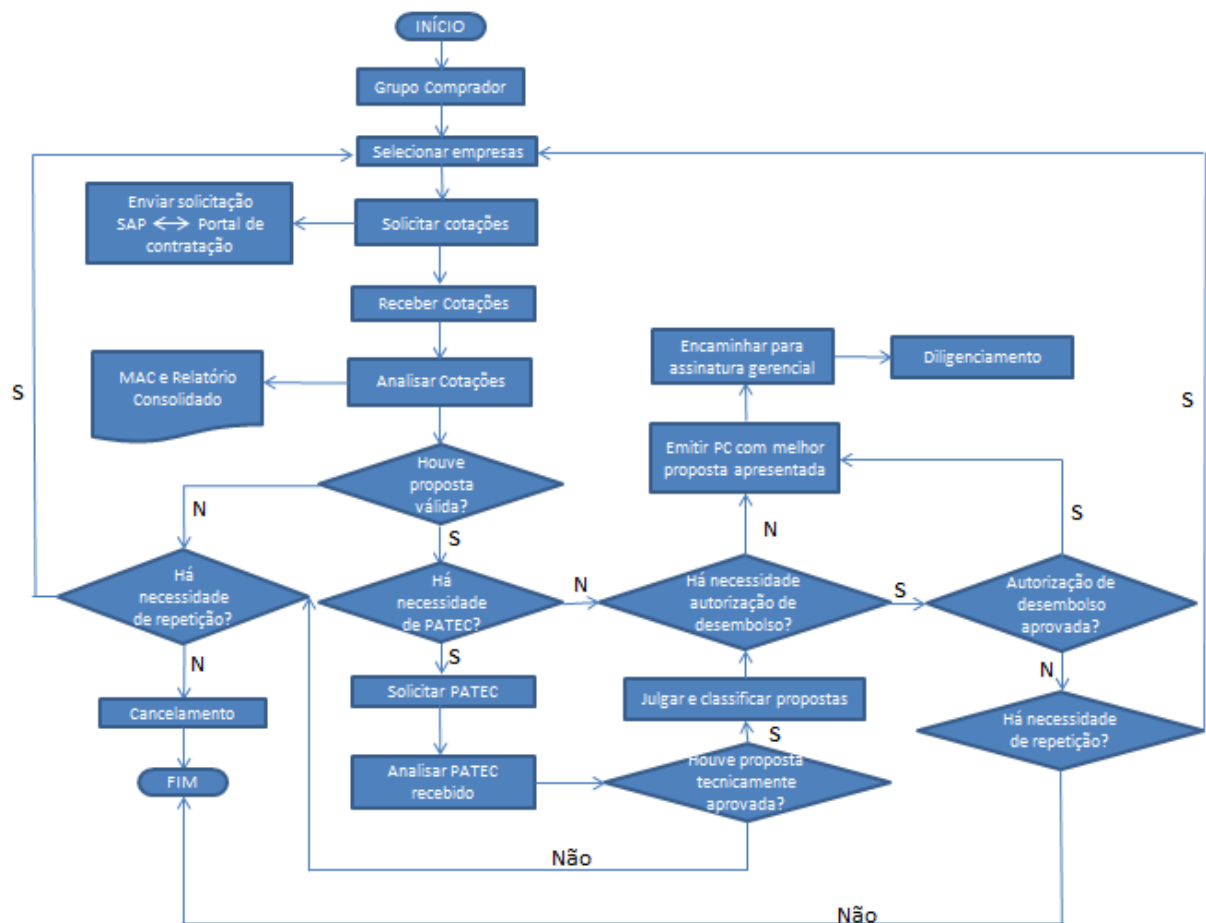 INÍCIO
Grupo Comprador
Selecionar empresas
Enviar solicitação
SAP ⟷ Portal de
contratação
Solicitar cotações
Receber Cotações
MAC e Relatório
Consolidado
Analisar Cotações
Encaminhar para
assinatura gerencial
Diligenciamento
S
S
Houve
proposta
válida?
Emitir PC com melhor
proposta apresentada
N
S
N
S
Há
necessidade
de repetição?
Há
necessidade
de PATEC?
N
Há necessidade
autorização de
desembolso?
S
Autorização de
desembolso
aprovada?
N
S
N
Cancelamento
Solicitar PATEC
Julgar e classificar propostas
Há necessidade
de repetição?
S
FIM
Analisar PATEC
recebido
Houve proposta
tecnicamente
aprovada?
Não
Não